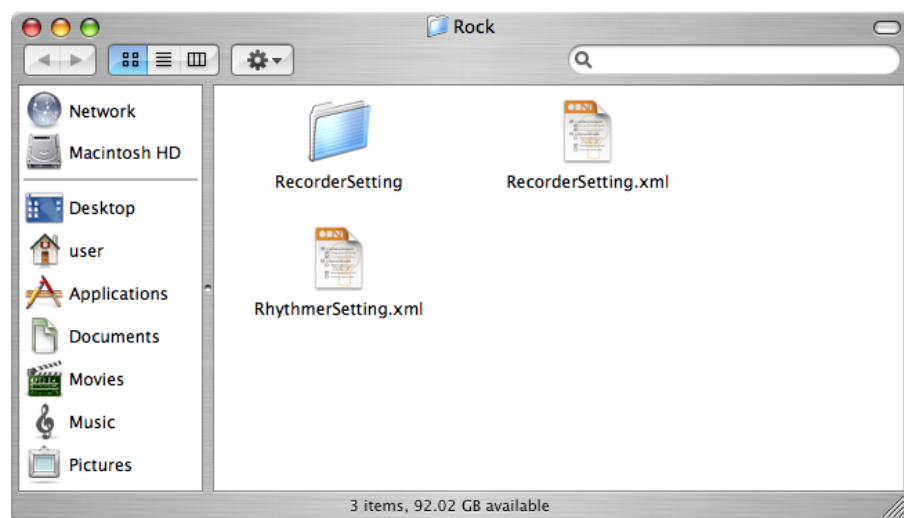 Rock
Network
Macintosh HD
Desktop
user
Applications
Documents
Movies
Music
Pictures
RecorderSetting
RecorderSetting.xml
RhythmerSetting.xml
3 items, 92.02 GB available